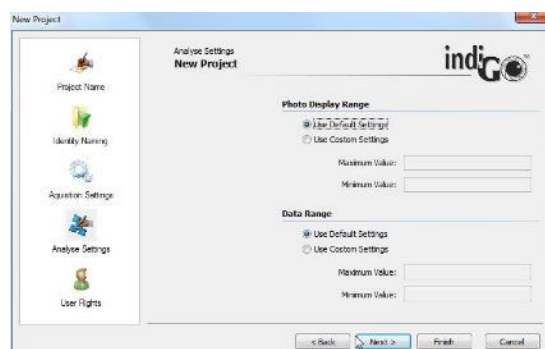 New Project
Analyse Settings
New Project
indiGo
Project Name
Identity Naming
Aquistion Settings
Analyse Settings
User Rights
Photo Display Range
Use Default Settings
Use Custom Settings
Maximum Value:
Minimum Value:
Data Range
Use Default Settings
Use Custom Settings
Maximum Value:
Minimum Value:
< Back
Next >
Finish
Cancel